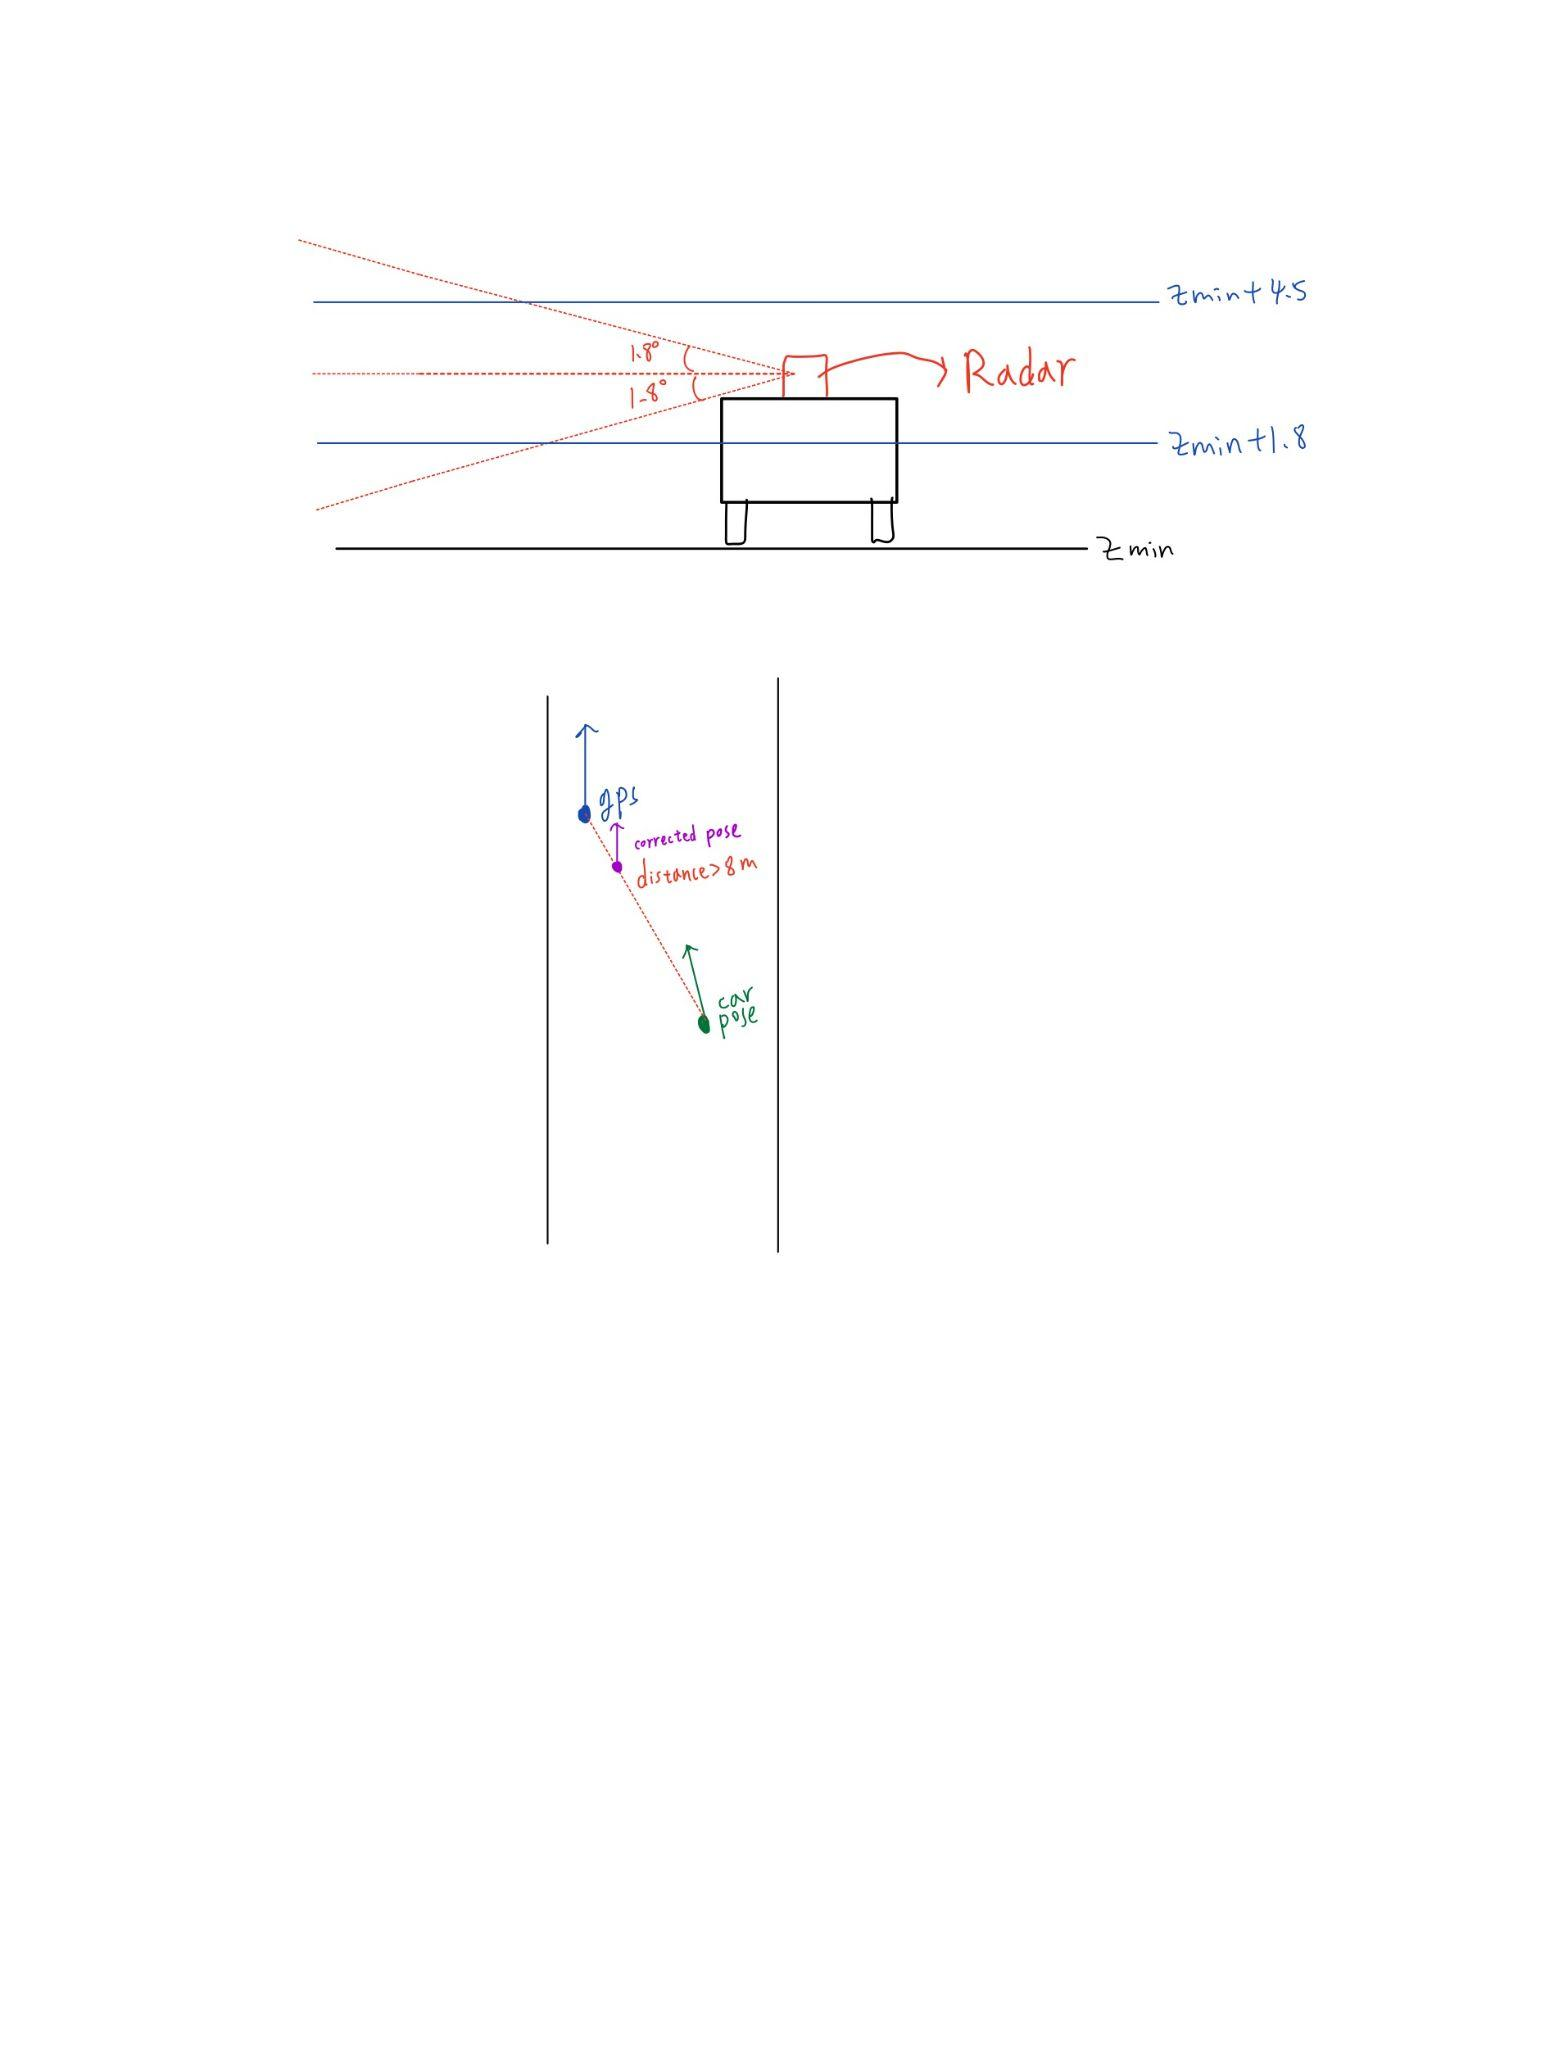 zmin+4.5
1.8°
Radar
1.8°
zmin+1.8
zmin
gps
corrected pose
distance>8m
car
pose